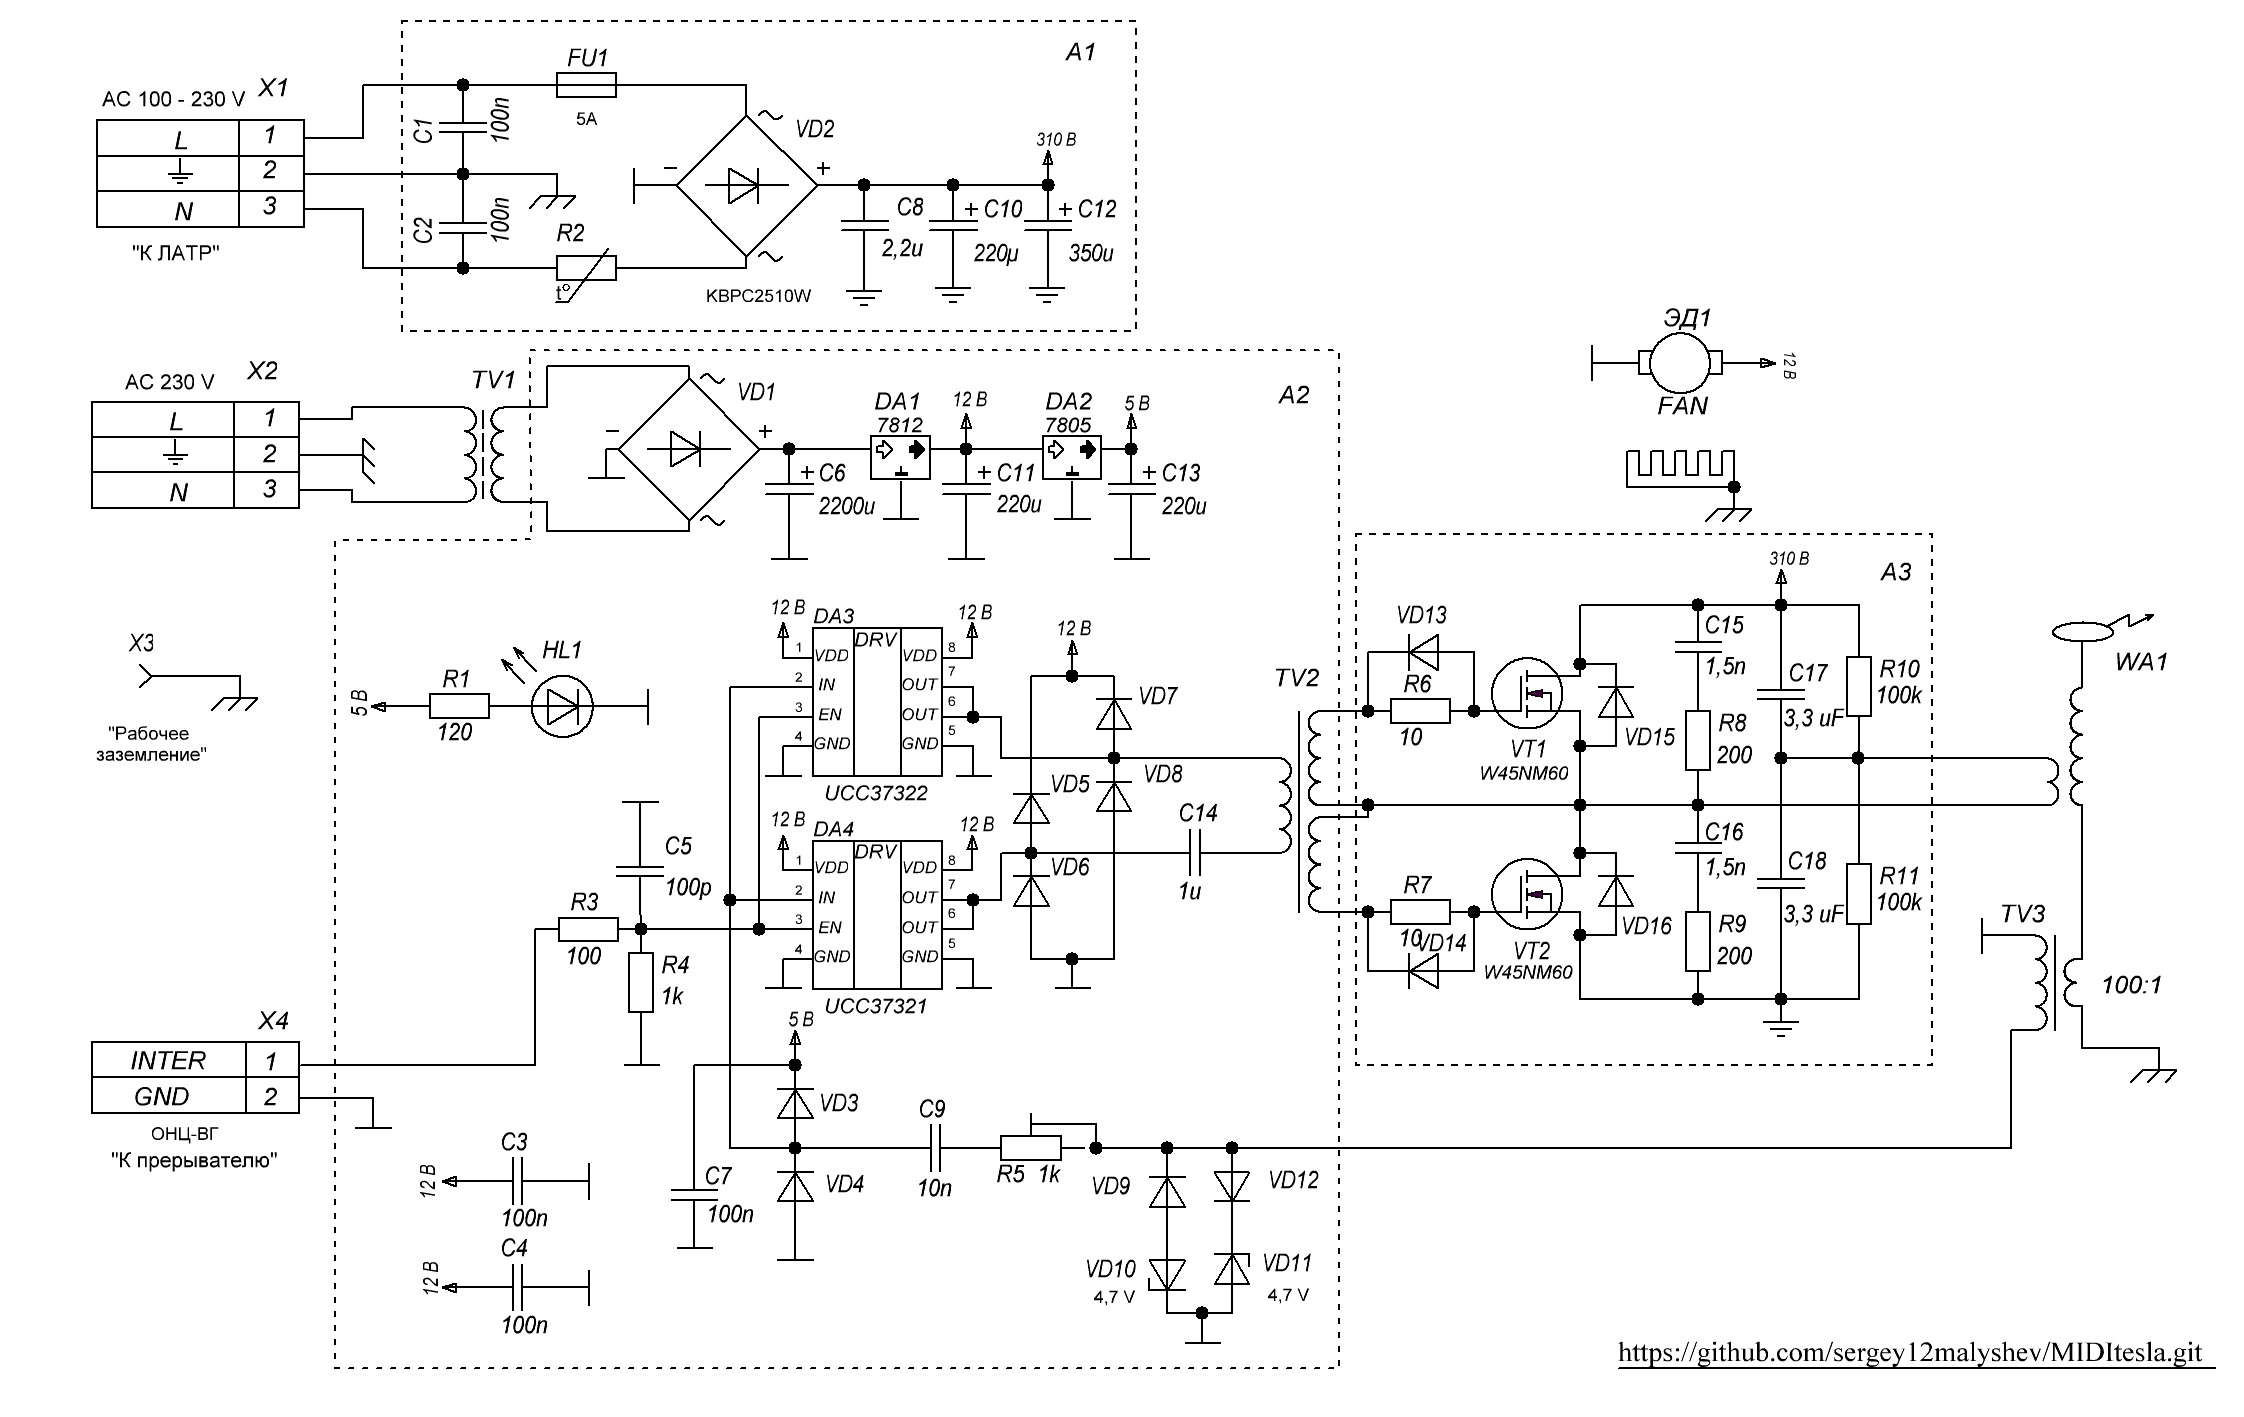 A1
AC 100 - 230 V X1
L 1
2
N 3
"К ЛАТР"
C1 100n
C2 100n
FU1
5A
R2
t°
VD2
− +
KBPC2510W
310 В
C8
2,2u
+ C10
220µ
+ C12
350u
ЭД1
FAN
12 В
AC 230 V X2
L 1
2
N 3
TV1
A2
VD1
− +
+ C6
2200u
DA1
7812
12 В
+ C11
220u
DA2
7805
5 В
+ C13
220u
X3
"Рабочее
заземление"
5 В
R1
120
HL1
12 В DA3 12 В
DRV
1 VDD VDD 8
2 IN OUT 7
3 EN OUT 6
4 GND GND 5
UCC37322
12 В DA4 12 В
DRV
1 VDD VDD 8
2 IN OUT 7
3 EN OUT 6
4 GND GND 5
UCC37321
12 В
VD7
VD5
VD8
VD6
C14
1u
TV2
C5
100p
R3
100
R4
1k
X4
INTER 1
GND 2
ОНЦ-ВГ
"К прерывателю"
12 В
C3
100n
12 В
C4
100n
5 В
VD3
VD4
C7
100n
C9
10n
R5 1k
VD9
VD12
VD10
4,7 V
VD11
4,7 V
A3
310 В
VD13
R6
10
VT1
W45NM60
VD15
C15
1,5n
R8
200
C17
3,3 uF
R10
100k
R7
10
VD14
VT2
W45NM60
VD16
C16
1,5n
R9
200
C18
3,3 uF
R11
100k
WA1
TV3
100:1
https://github.com/sergey12malyshev/MIDItesla.git